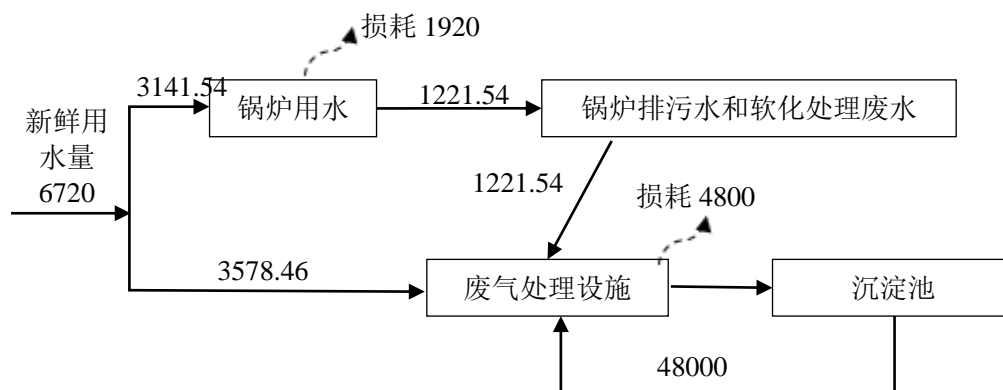 损耗 1920
3141.54
锅炉用水
1221.54
锅炉排污水和软化处理废水
新鲜用
水量
6720
1221.54
损耗 4800
3578.46
废气处理设施
沉淀池
48000